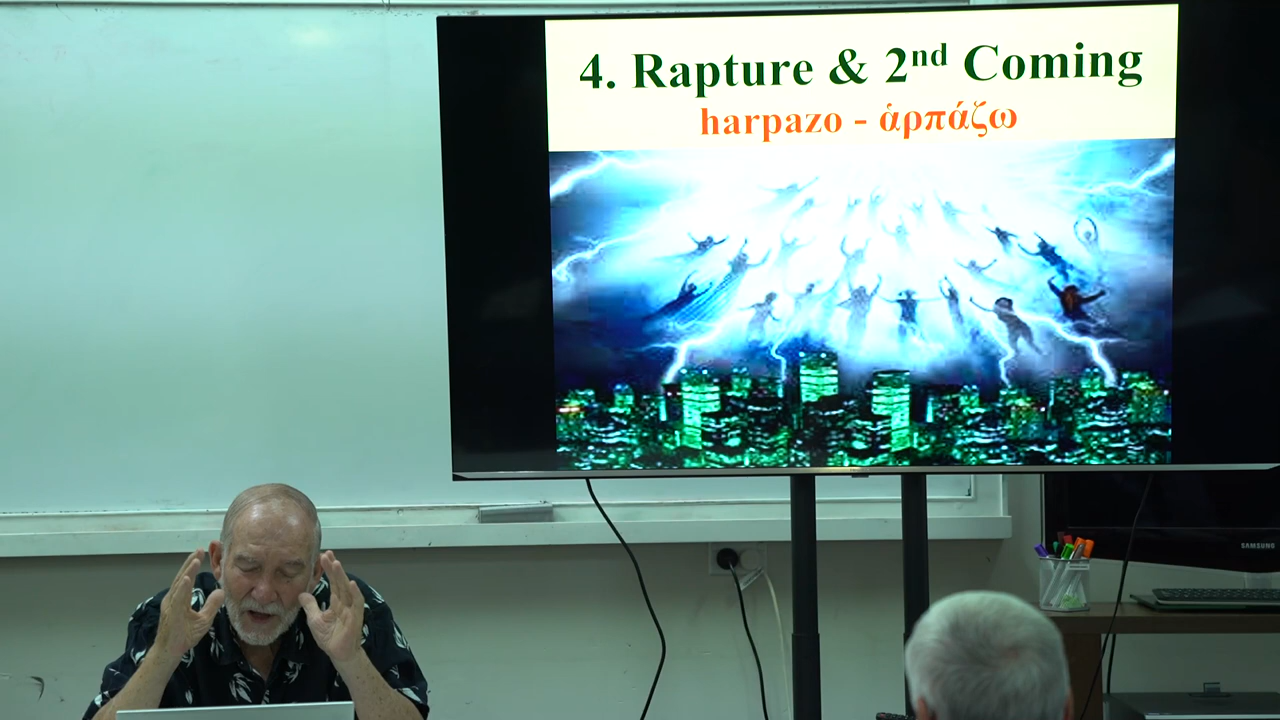 4. Rapture & 2nd Coming
harpazo - ἁρπάζω
SAMSUNG